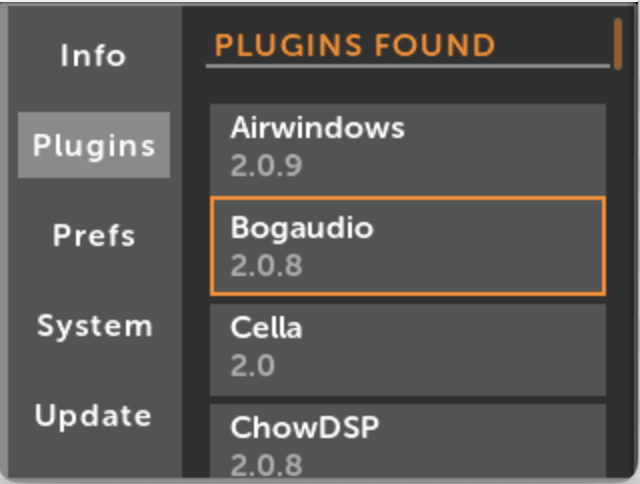 Info
Plugins
Prefs
System
Update
PLUGINS FOUND
Airwindows
2.0.9
Bogaudio
2.0.8
Cella
2.0
ChowDSP
2.0.8